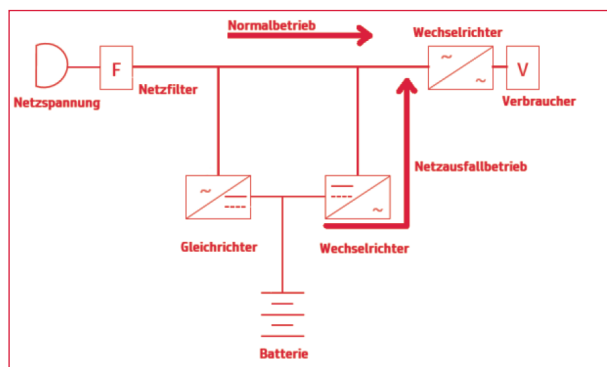 Normalbetrieb
Wechselrichter
F
V
Netzspannung
Netzfilter
Verbraucher
Netzausfallbetrieb
Gleichrichter
Wechselrichter
Batterie